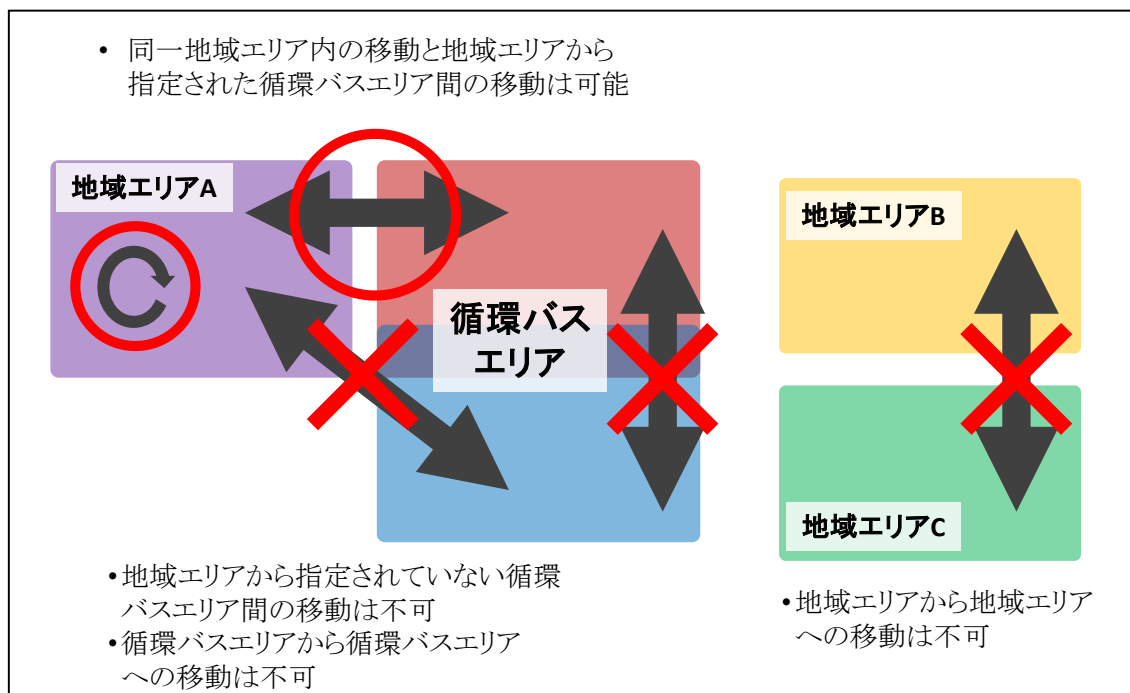 • 同一地域エリア内の移動と地域エリアから
指定された循環バスエリア間の移動は可能
地域エリアA
循環バス
エリア
地域エリアB
地域エリアC
•地域エリアから指定されていない循環
バスエリア間の移動は不可
•循環バスエリアから循環バスエリア
への移動は不可
•地域エリアから地域エリア
への移動は不可